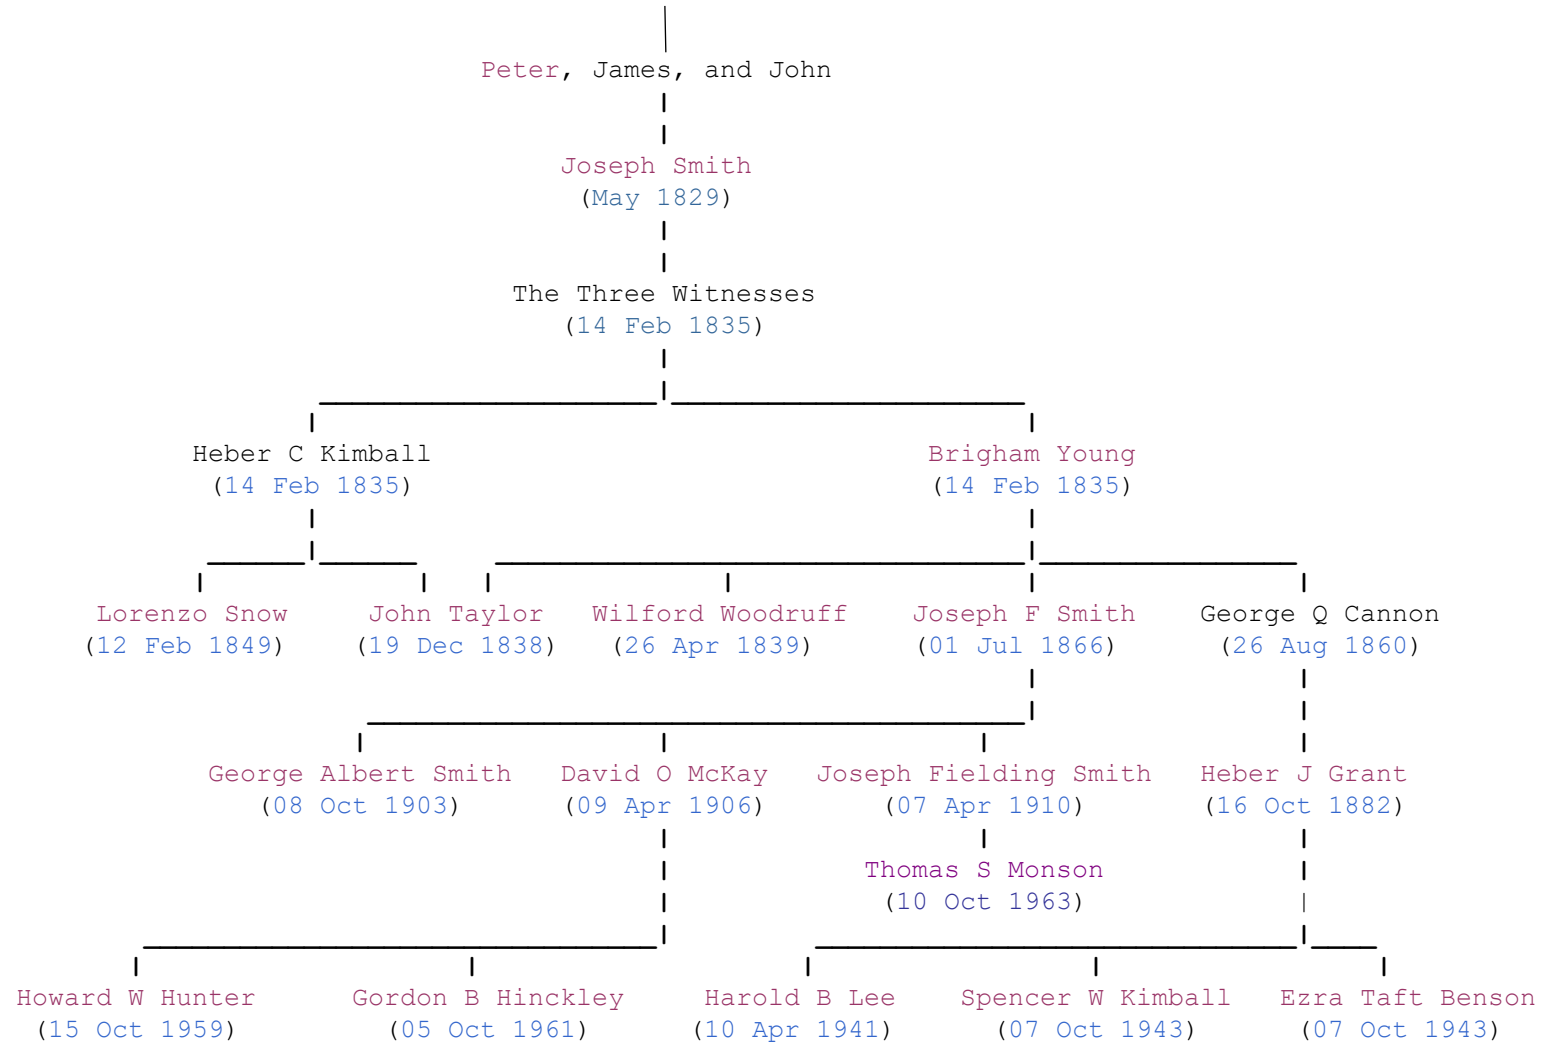 Peter, James, and John
Joseph Smith
(May 1829)
The Three Witnesses
(14 Feb 1835)
Heber C Kimball Brigham Young
(14 Feb 1835) (14 Feb 1835)
Lorenzo Snow John Taylor Wilford Woodruff Joseph F Smith George Q Cannon
(12 Feb 1849) (19 Dec 1838) (26 Apr 1839) (01 Jul 1866) (26 Aug 1860)
George Albert Smith David O McKay Joseph Fielding Smith Heber J Grant
(08 Oct 1903) (09 Apr 1906) (07 Apr 1910) (16 Oct 1882)
Thomas S Monson
(10 Oct 1963)
Howard W Hunter Gordon B Hinckley Harold B Lee Spencer W Kimball Ezra Taft Benson
(15 Oct 1959) (05 Oct 1961) (10 Apr 1941) (07 Oct 1943) (07 Oct 1943)